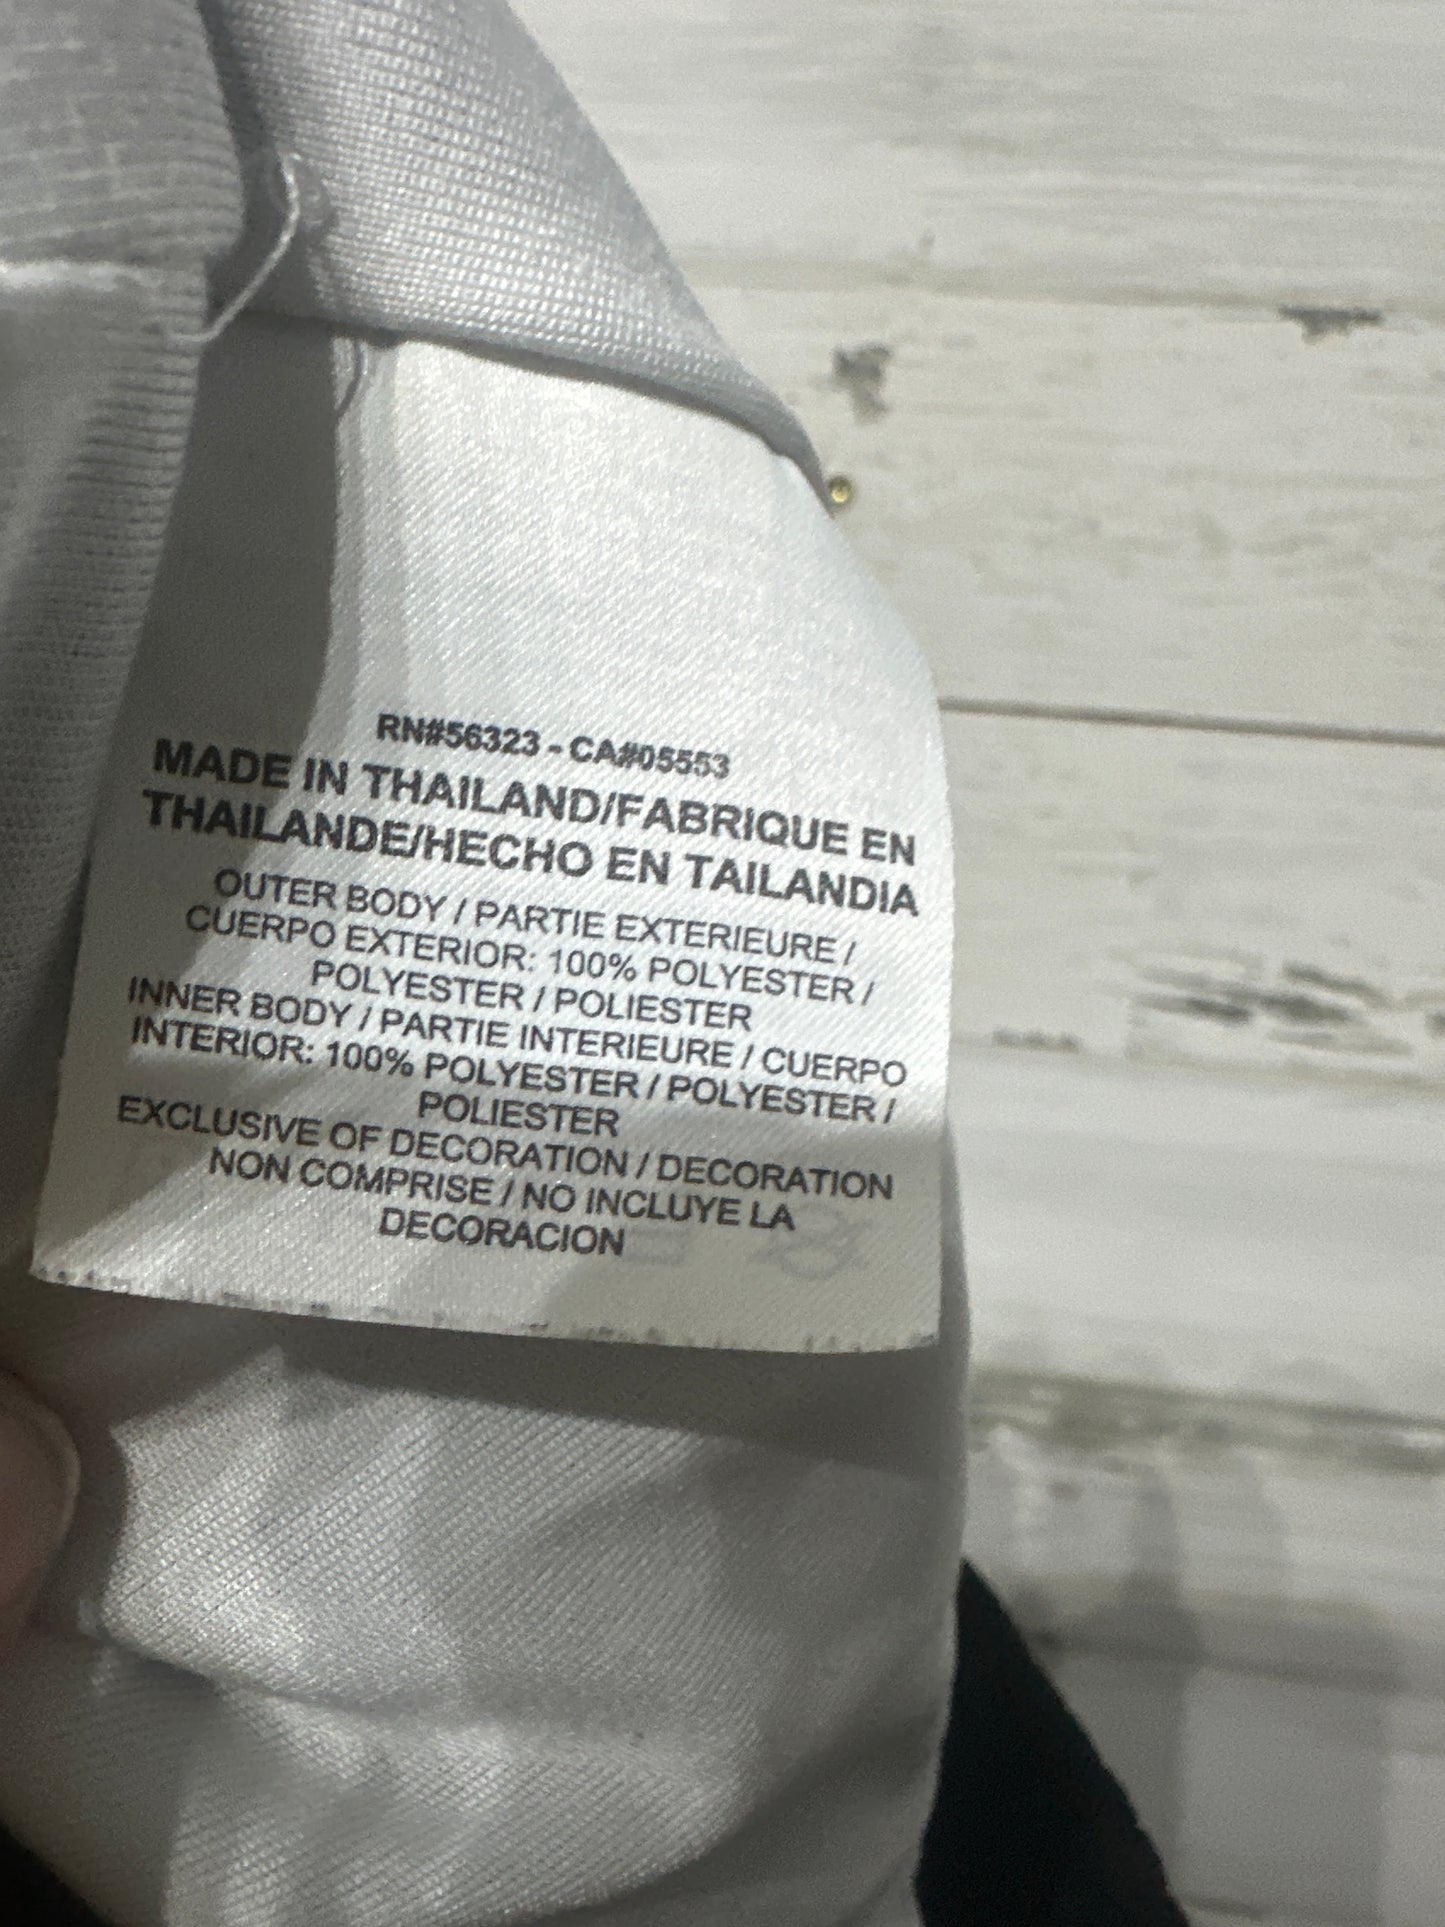 RN#56323 - CA#05553
MADE IN THAILAND/FABRIQUE EN
THAILANDE/HECHO EN TAILANDIA
OUTER BODY / PARTIE EXTERIEURE /
CUERPO EXTERIOR: 100% POLYESTER /
POLYESTER / POLIESTER
INNER BODY / PARTIE INTERIEURE / CUERPO
INTERIOR: 100% POLYESTER / POLYESTER /
POLIESTER
EXCLUSIVE OF DECORATION / DECORATION
NON COMPRISE / NO INCLUYE LA
DECORACION